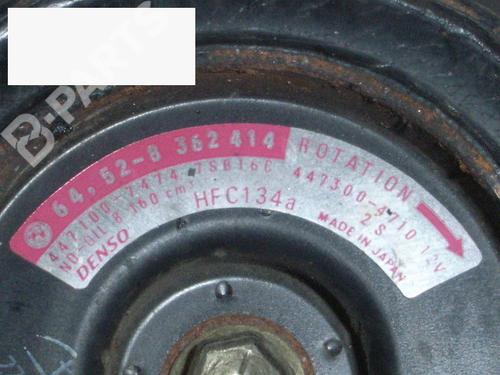 B-PARTS
64.52-8 362 414
ROTATION
447100-7474 7SB16C
447300-4710 12V
ND-OIL 8 160 cm³
HFC134a
2S
DENSO
MADE IN JAPAN